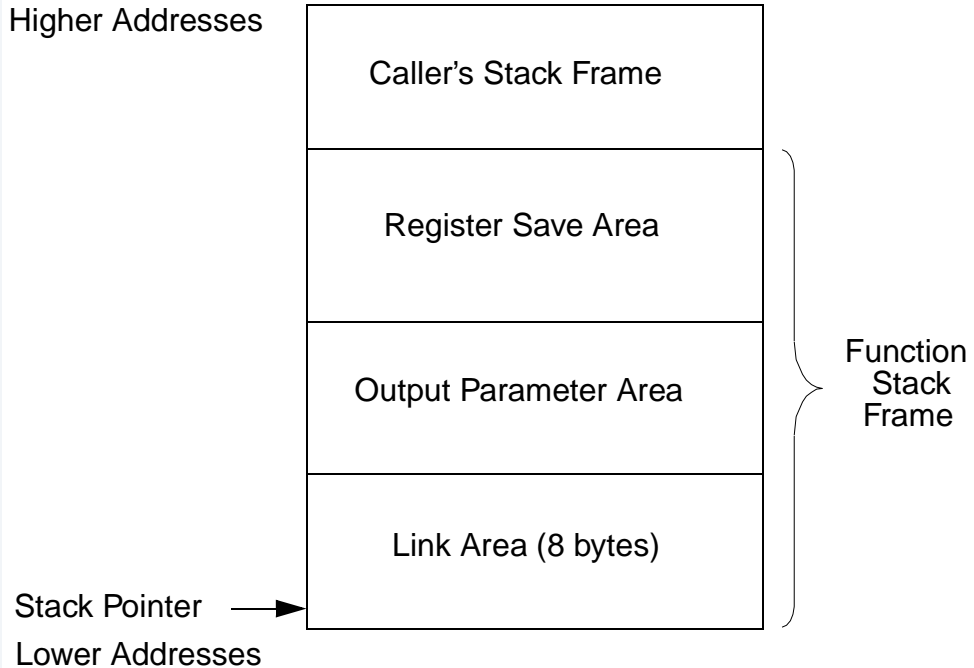 Higher Addresses
Caller's Stack Frame
Register Save Area
Output Parameter Area
Function
Stack
Frame
Link Area (8 bytes)
Stack Pointer
Lower Addresses